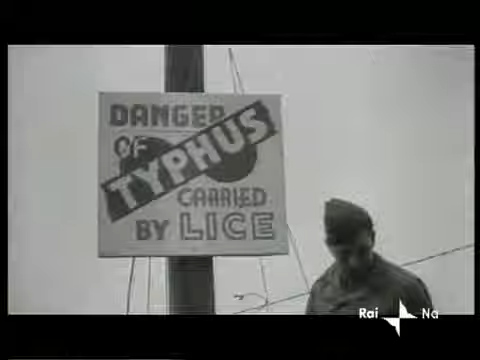 DANGER
OF
TYPHUS
CARRIED
BY LICE
Rai Na